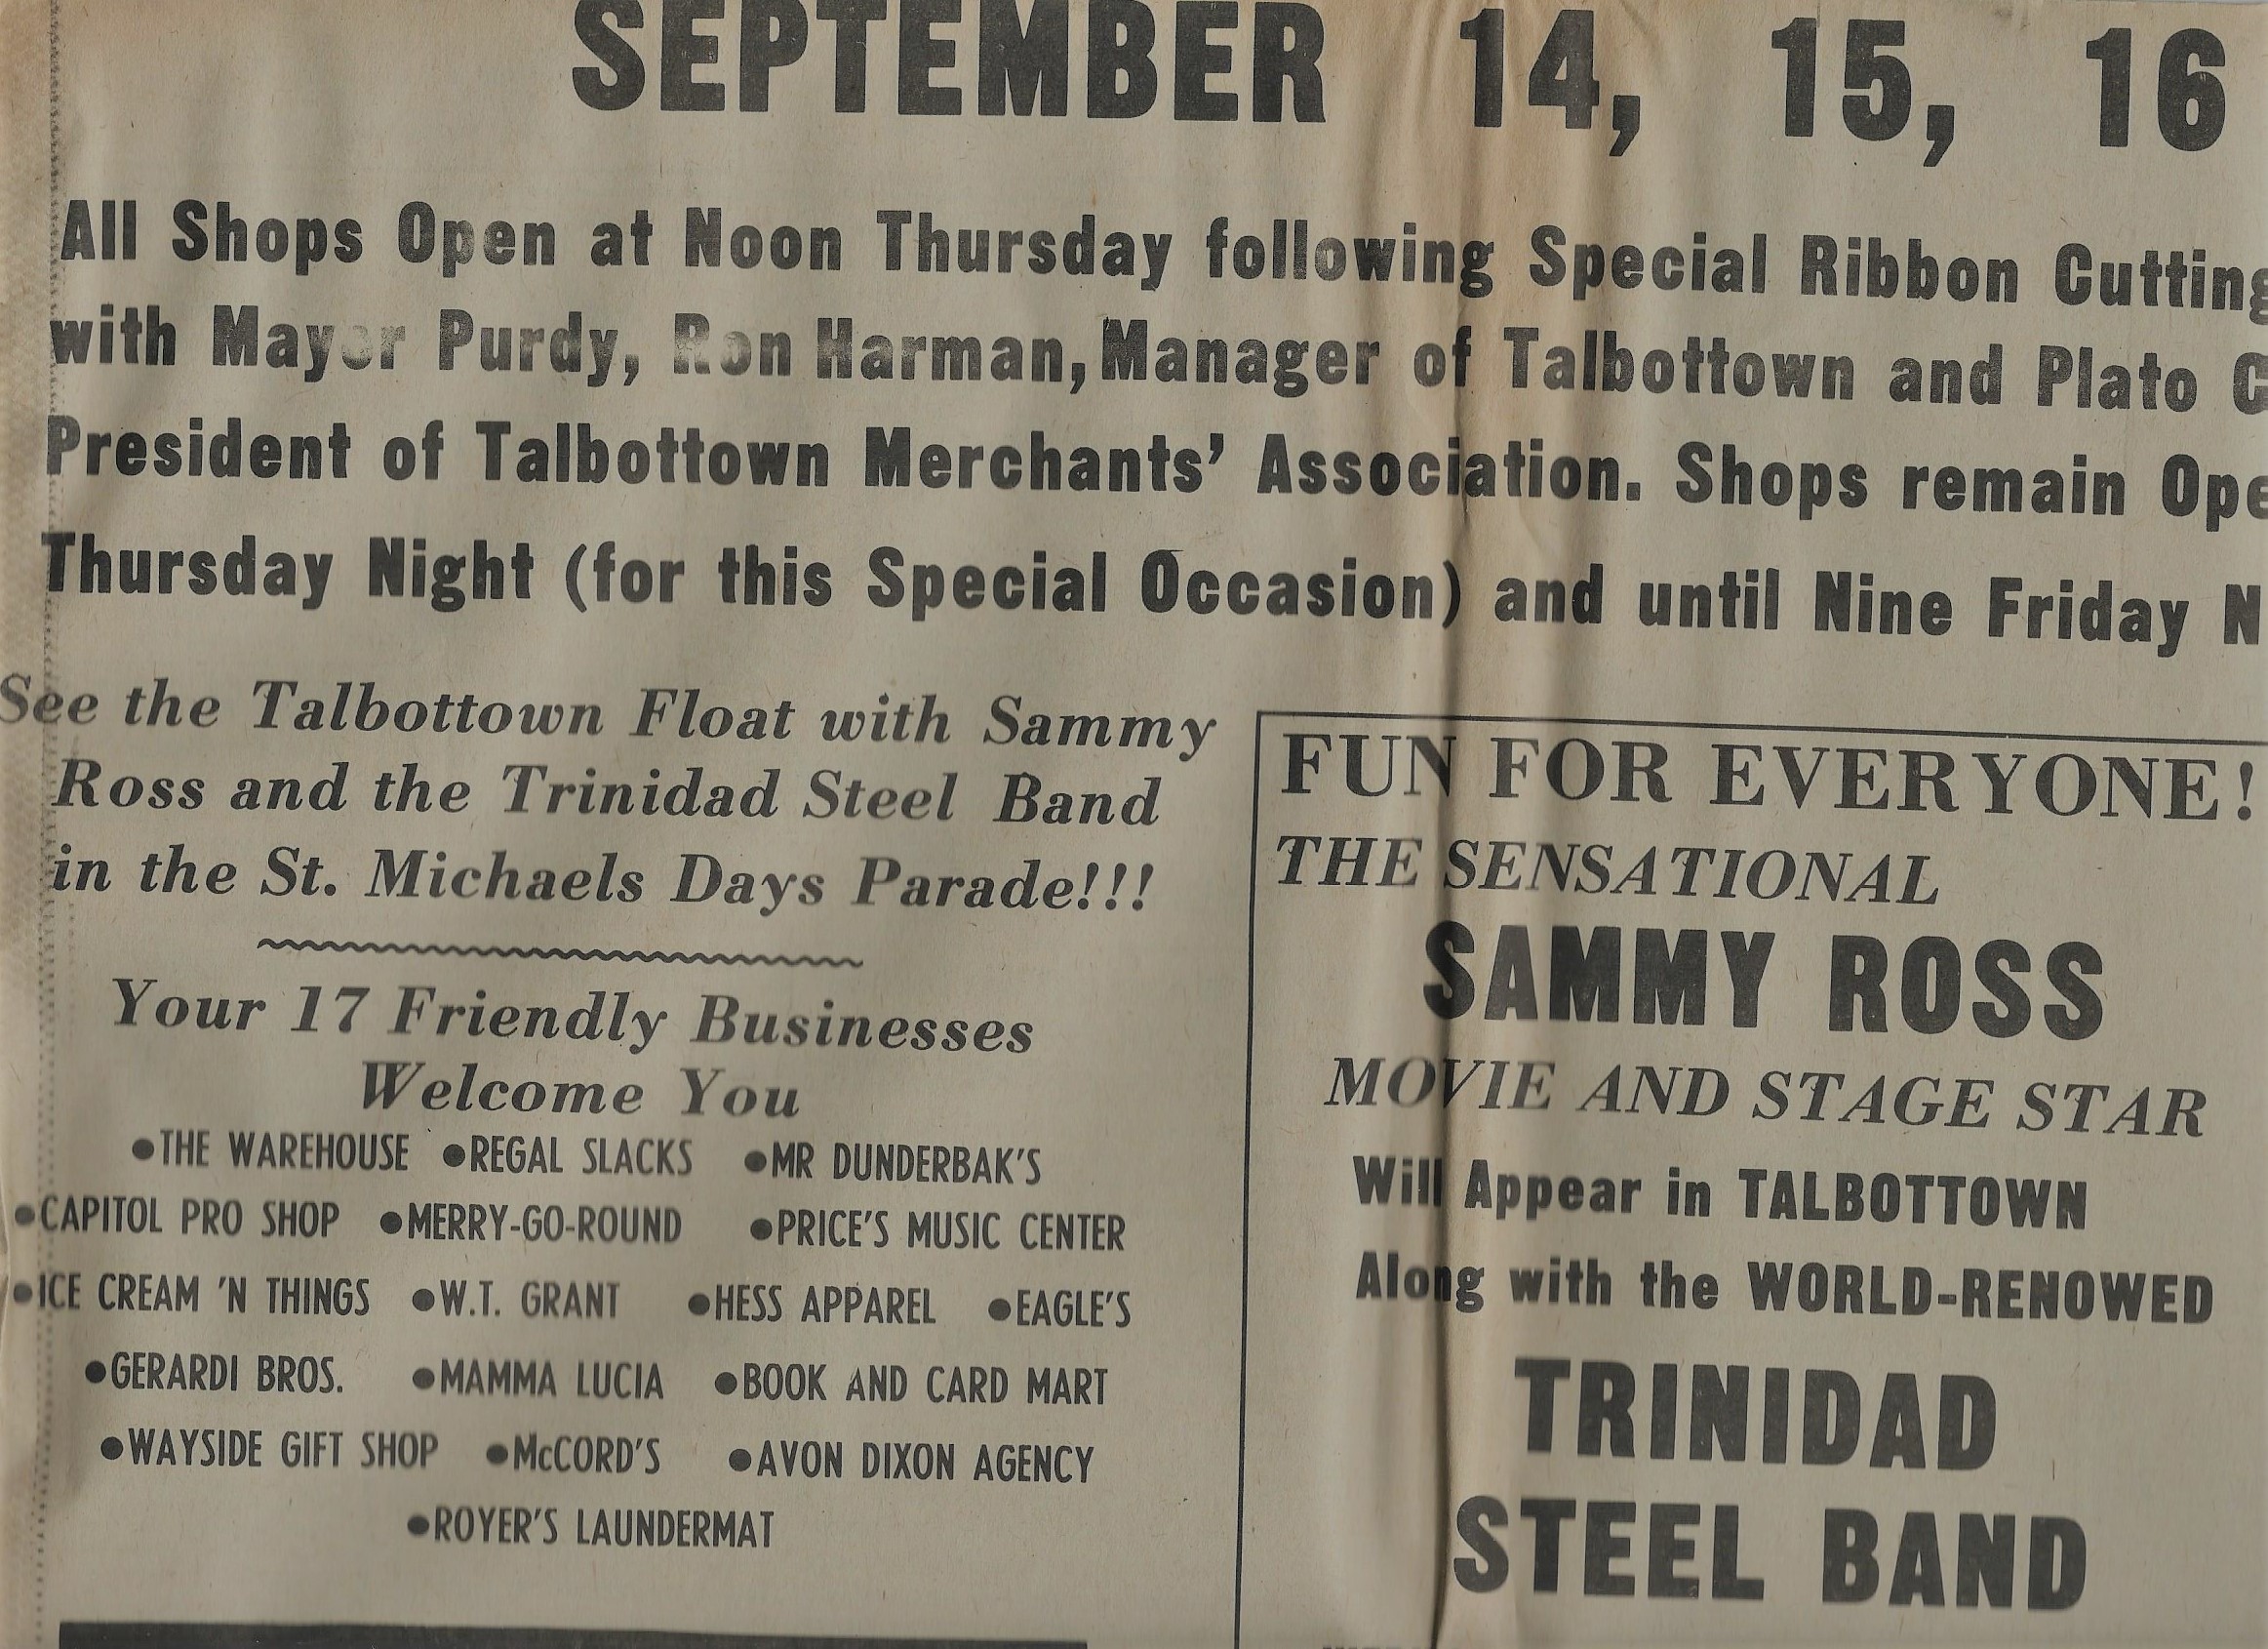 SEPTEMBER 14, 15, 16
All Shops Open at Noon Thursday following Special Ribbon Cutting
with Mayor Purdy, Ron Harman, Manager of Talbottown and Plato
President of Talbottown Merchants' Association. Shops remain Ope
Thursday Night (for this Special Occasion) and until Nine Friday N
See the Talbottown Float with Sammy
Ross and the Trinidad Steel Band
in the St. Michaels Days Parade!!!
Your 17 Friendly Businesses
Welcome You
●THE WAREHOUSE ●REGAL SLACKS ●MR DUNDERBAK'S
●CAPITOL PRO SHOP ●MERRY-GO-ROUND ●PRICE'S MUSIC CENTER
●ICE CREAM 'N THINGS ●W.T. GRANT ●HESS APPAREL ●EAGLE'S
●GERARDI BROS. ●MAMMA LUCIA ●BOOK AND CARD MART
●WAYSIDE GIFT SHOP ●McCORD'S ●AVON DIXON AGENCY
●ROYER'S LAUNDERMAT
FUN FOR EVERYONE!
THE SENSATIONAL
SAMMY ROSS
MOVIE AND STAGE STAR
Will Appear in TALBOTTOWN
Along with the WORLD-RENOWED
TRINIDAD
STEEL BAND